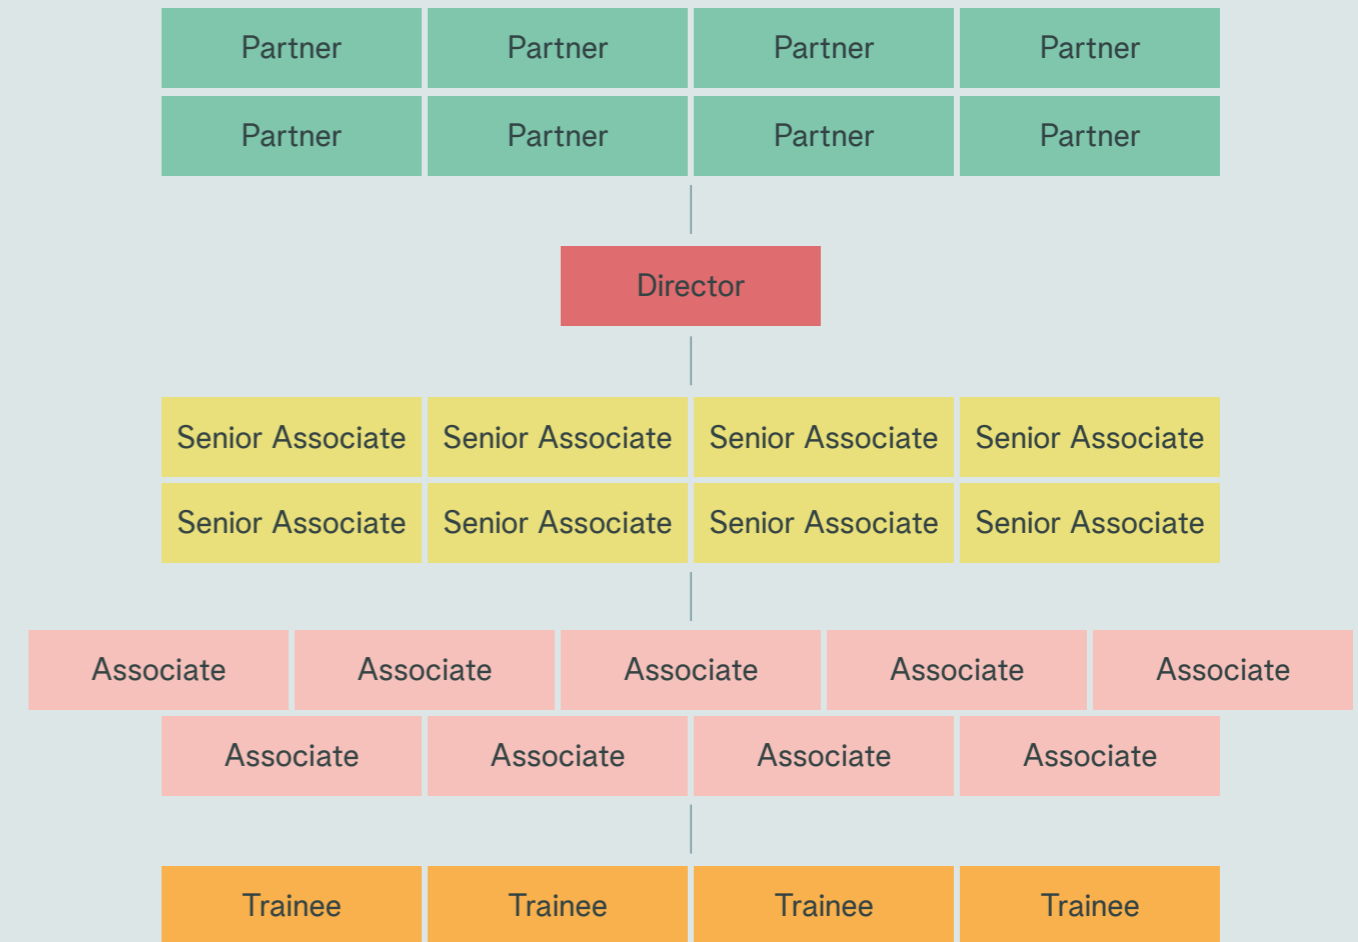 Partner Partner Partner Partner
Partner Partner Partner Partner
Director
Senior Associate Senior Associate Senior Associate Senior Associate
Senior Associate Senior Associate Senior Associate Senior Associate
Associate Associate Associate Associate Associate
Associate Associate Associate Associate
Trainee Trainee Trainee Trainee